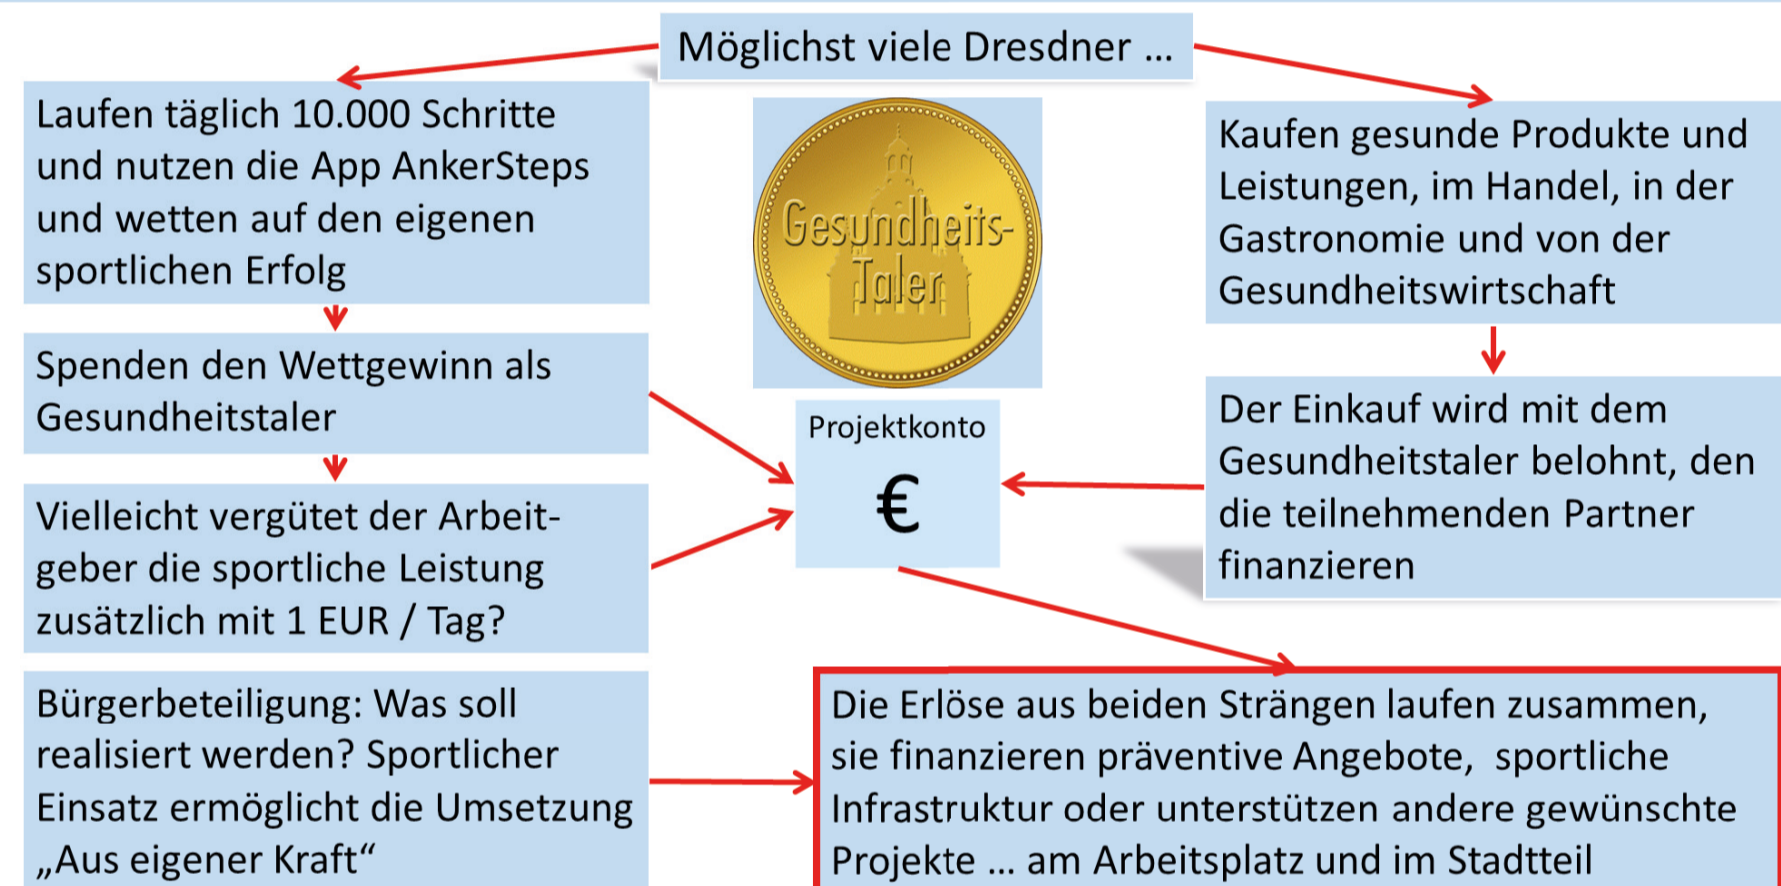 Möglichst viele Dresdner ...
Laufen täglich 10.000 Schritte
und nutzen die App AnkerSteps
und wetten auf den eigenen
sportlichen Erfolg
Spenden den Wettgewinn als
Gesundheitstaler
Vielleicht vergütet der Arbeit-
geber die sportliche Leistung
zusätzlich mit 1 EUR / Tag?
Bürgerbeteiligung: Was soll
realisiert werden? Sportlicher
Einsatz ermöglicht die Umsetzung
„Aus eigener Kraft“
Gesundheits-
Taler
Projektkonto
€
Kaufen gesunde Produkte und
Leistungen, im Handel, in der
Gastronomie und von der
Gesundheitswirtschaft
Der Einkauf wird mit dem
Gesundheitstaler belohnt, den
die teilnehmenden Partner
finanzieren
Die Erlöse aus beiden Strängen laufen zusammen,
sie finanzieren präventive Angebote,  sportliche
Infrastruktur oder unterstützen andere gewünschte
Projekte ... am Arbeitsplatz und im Stadtteil